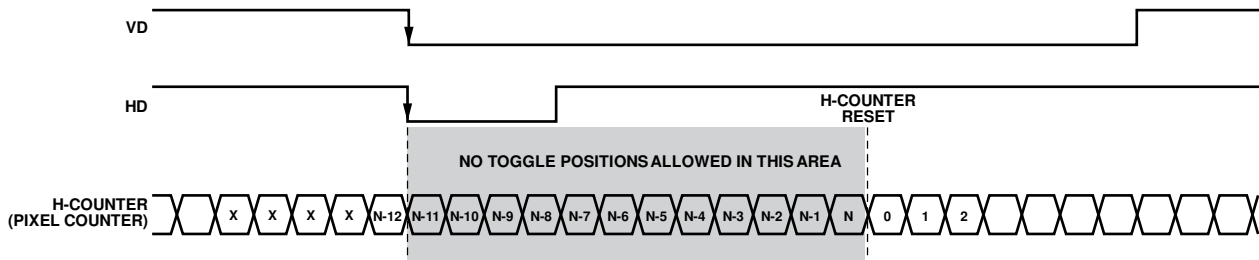 VD
HD
H-COUNTER
RESET
NO TOGGLE POSITIONS ALLOWED IN THIS AREA
H-COUNTER
(PIXEL COUNTER)
X X X X N-12 N-11 N-10 N-9 N-8 N-7 N-6 N-5 N-4 N-3 N-2 N-1 N 0 1 2